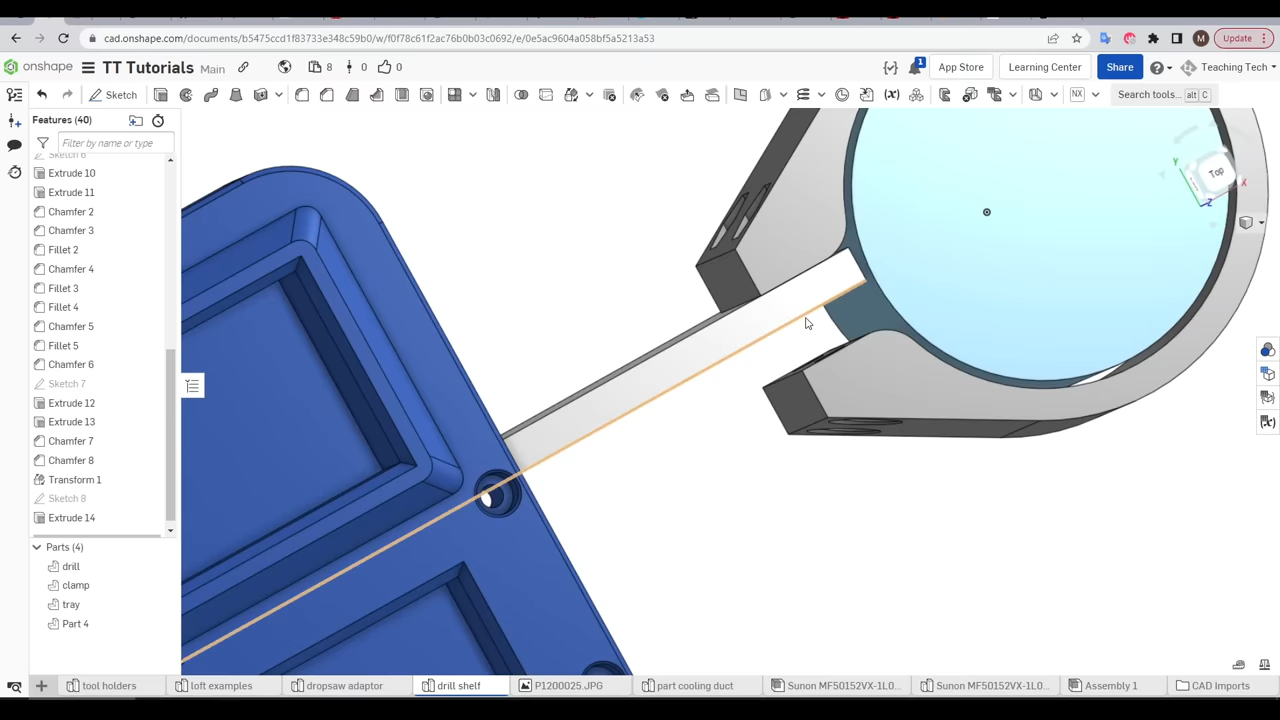 cad.onshape.com/documents/b5475ccd1f83733e348c59b0/w/f0f78c61f2ac76b0b03c0692/e/0e5ac9604a058bf5a5213a53
M
Update
onshape
TT Tutorials
Main
8
0
0
1
App Store
Learning Center
Share
Teaching Tech
Sketch
NX
Search tools...
alt
C
Features (40)
Filter by name or type
Sketch 6
Extrude 10
Extrude 11
Chamfer 2
Chamfer 3
Fillet 2
Chamfer 4
Fillet 3
Fillet 4
Chamfer 5
Fillet 5
Chamfer 6
Sketch 7
Extrude 12
Extrude 13
Chamfer 7
Chamfer 8
Transform 1
Sketch 8
Extrude 14
Parts (4)
drill
clamp
tray
Part 4
Top
Y
X
Z
tool holders
loft examples
dropsaw adaptor
drill shelf
P1200025.JPG
part cooling duct
Sunon MF50152VX-1L0...
Sunon MF50152VX-1L0...
Assembly 1
CAD Imports